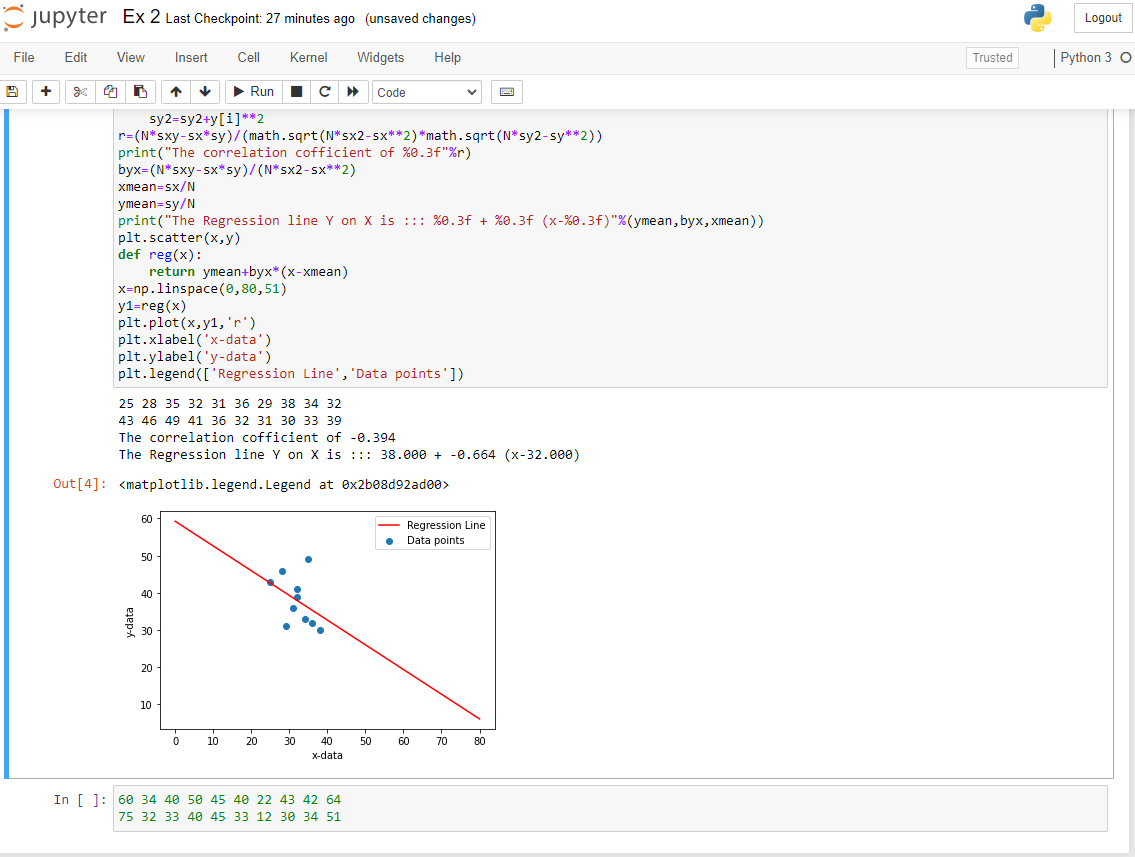 jupyter Ex 2 Last Checkpoint: 27 minutes ago (unsaved changes) Logout
File Edit View Insert Cell Kernel Widgets Help Trusted Python 3
Run Code
    sy2=sy2+y[i]**2
r=(N*sxy-sx*sy)/(math.sqrt(N*sx2-sx**2)*math.sqrt(N*sy2-sy**2))
print("The correlation cofficient of %0.3f"%r)
byx=(N*sxy-sx*sy)/(N*sx2-sx**2)
xmean=sx/N
ymean=sy/N
print("The Regression line Y on X is ::: %0.3f + %0.3f (x-%0.3f)"%(ymean,byx,xmean))
plt.scatter(x,y)
def reg(x):
    return ymean+byx*(x-xmean)
x=np.linspace(0,80,51)
y1=reg(x)
plt.plot(x,y1,'r')
plt.xlabel('x-data')
plt.ylabel('y-data')
plt.legend(['Regression Line','Data points'])
25 28 35 32 31 36 29 38 34 32
43 46 49 41 36 32 31 30 33 39
The correlation cofficient of -0.394
The Regression line Y on X is ::: 38.000 + -0.664 (x-32.000)
Out[4]: <matplotlib.legend.Legend at 0x2b08d92ad00>
Regression Line
Data points
60
50
40
30
20
10
y-data
0 10 20 30 40 50 60 70 80
x-data
In [ ]: 60 34 40 50 45 40 22 43 42 64
75 32 33 40 45 33 12 30 34 51